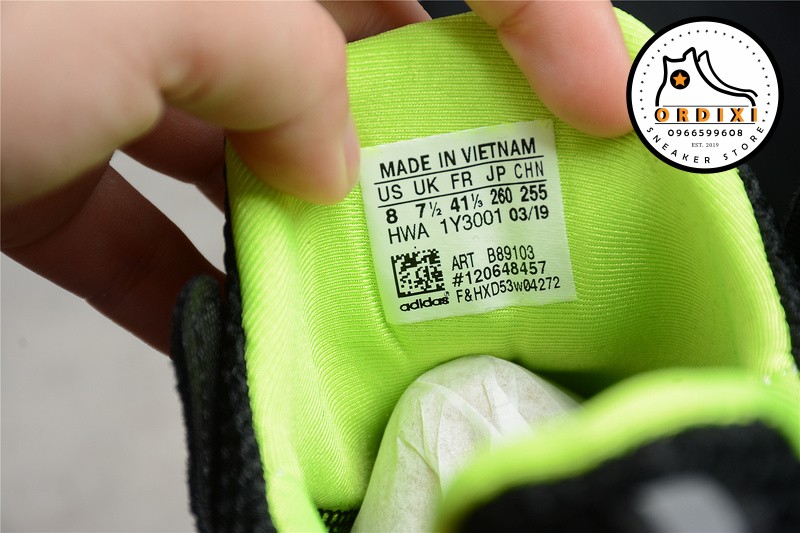 MADE IN VIETNAM
US UK FR JP CHN
8 7½ 41⅓ 260 255
HWA 1Y3001 03/19
ART B89103
#120648457
adidas F&HXD53w04272
ORDIXI
0966599608
EST. 2019
SNEAKER STORE